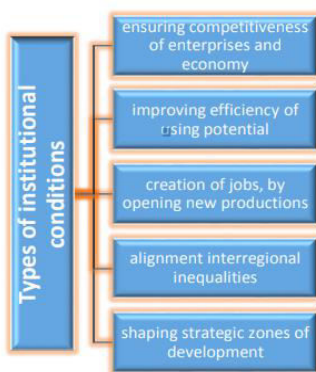 Types of institutional
conditions
ensuring competitiveness
of enterprises and
economy
improving efficiency of
using potential
creation of jobs, by
opening new productions
alignment interregional
inequalities
shaping strategic zones of
development